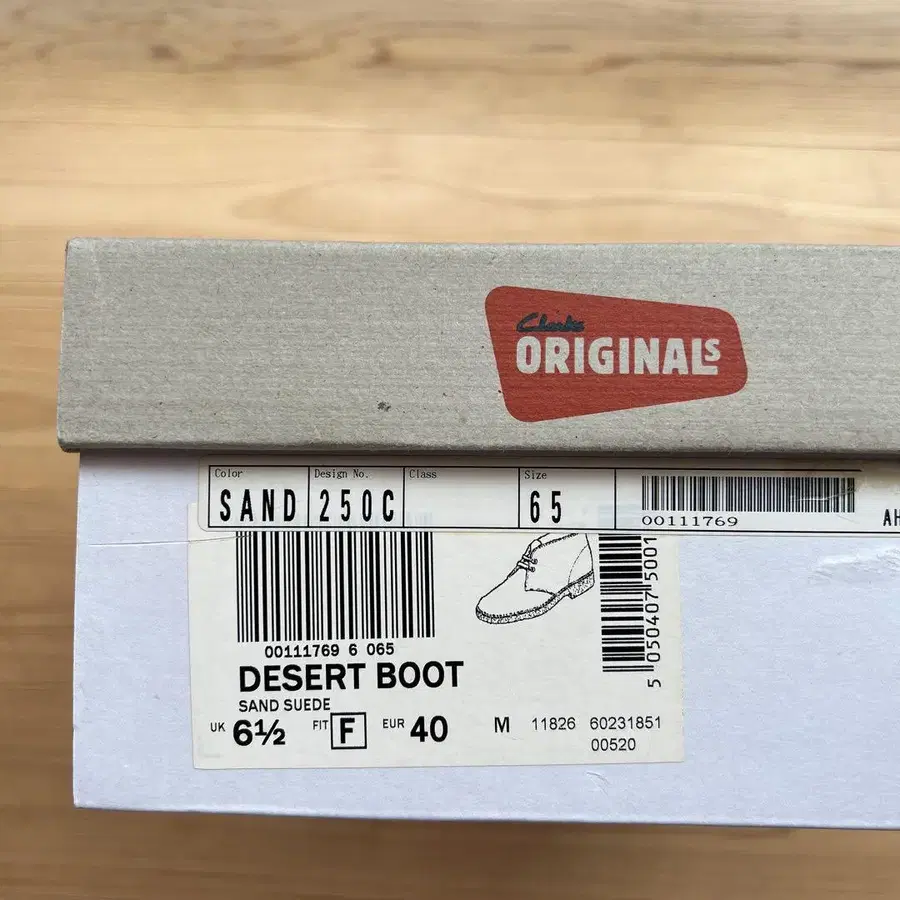 Clarks
ORIGINALS
Color Design No. Class Size
SAND 250C 65
00111769
AH
00111769 6 065
5 050407 5001
DESERT BOOT
SAND SUEDE
UK 6½ FIT F EUR 40 M 11826 60231851
00520